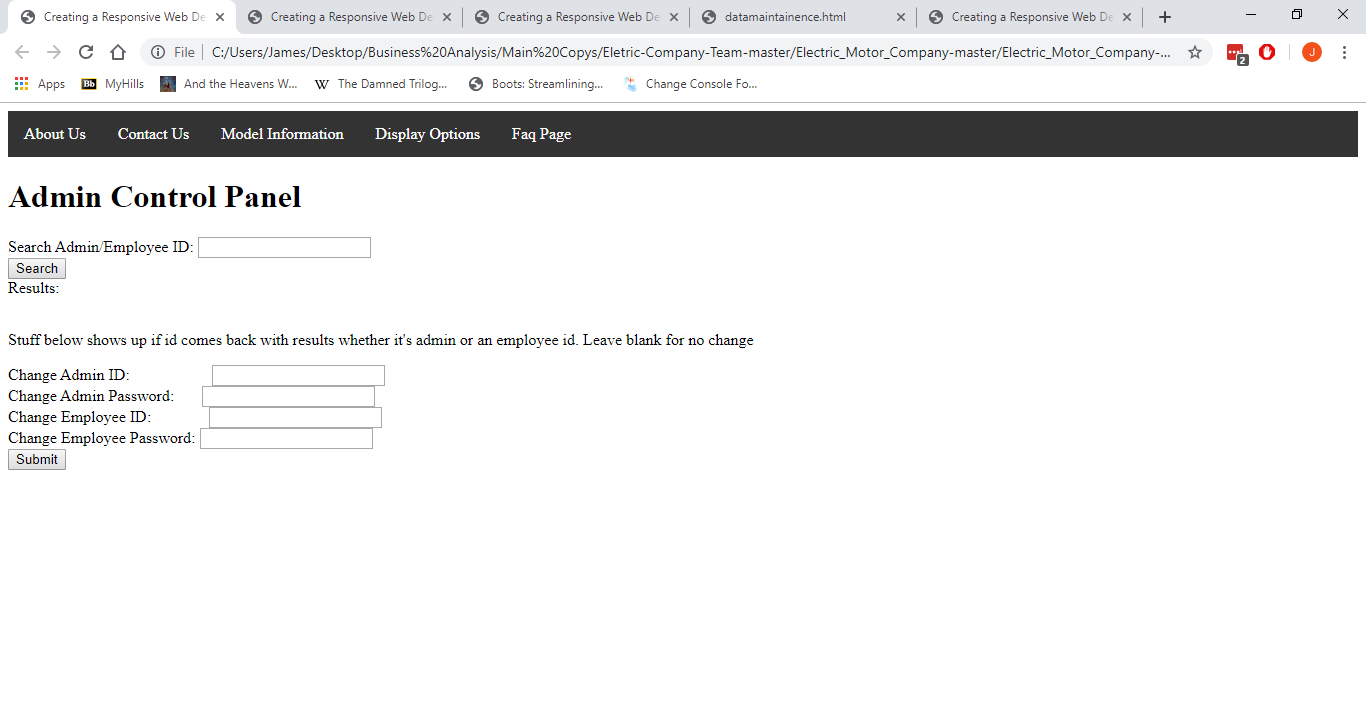 Creating a Responsive Web De Creating a Responsive Web De Creating a Responsive Web De datamaintainence.html Creating a Responsive Web De
File C:/Users/James/Desktop/Business%20Analysis/Main%20Copys/Eletric-Company-Team-master/Electric_Motor_Company-master/Electric_Motor_Company-... 2 J
Apps Bb MyHills And the Heavens W... W The Damned Trilog... Boots: Streamlining... Change Console Fo...
About Us Contact Us Model Information Display Options Faq Page
Admin Control Panel
Search Admin/Employee ID:
Search
Results:
Stuff below shows up if id comes back with results whether it's admin or an employee id. Leave blank for no change
Change Admin ID:
Change Admin Password:
Change Employee ID:
Change Employee Password:
Submit